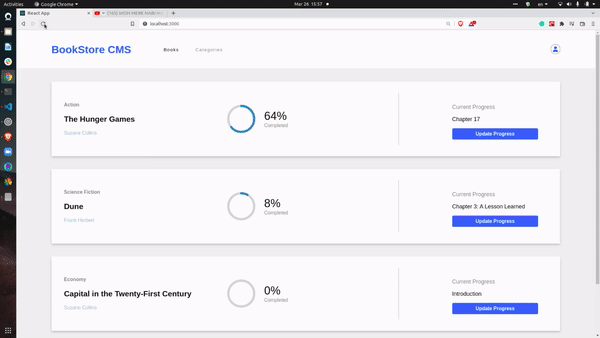 Activities
Google Chrome
Mar 26 15:57
en
React App
localhost:3000
BookStore CMS
Books
Categories
Action
The Hunger Games
Suzane Collins
64%
Completed
Current Progress
Chapter 17
Update Progress
Science Fiction
Dune
Frank Herbert
8%
Completed
Current Progress
Chapter 3: A Lesson Learned
Update Progress
Economy
Capital in the Twenty-First Century
Suzane Collins
0%
Completed
Current Progress
Introduction
Update Progress